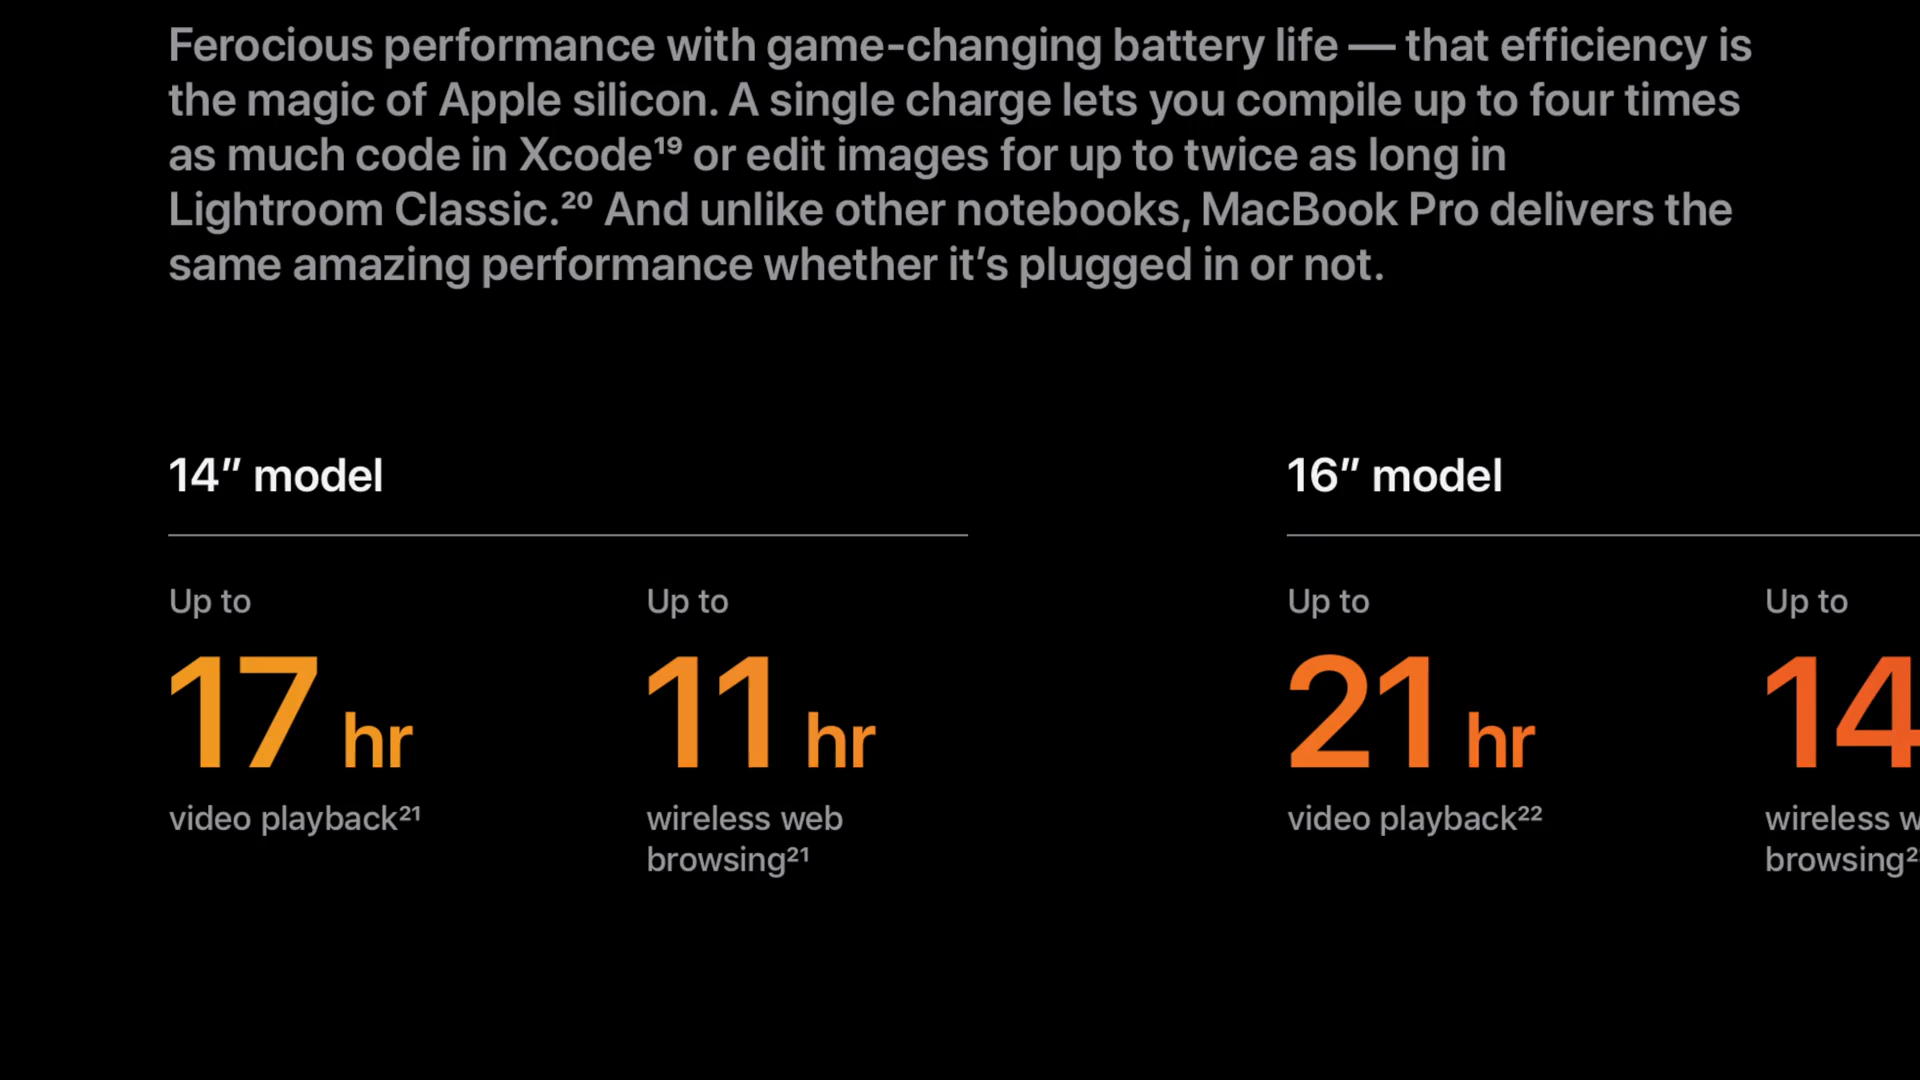 Ferocious performance with game-changing battery life — that efficiency is
the magic of Apple silicon. A single charge lets you compile up to four times
as much code in Xcode¹⁹ or edit images for up to twice as long in
Lightroom Classic.²⁰ And unlike other notebooks, MacBook Pro delivers the
same amazing performance whether it’s plugged in or not.
14″ model
Up to
17 hr
video playback²¹
Up to
11 hr
wireless web
browsing²¹
16″ model
Up to
21 hr
video playback²²
Up to
14
wireless
browsing